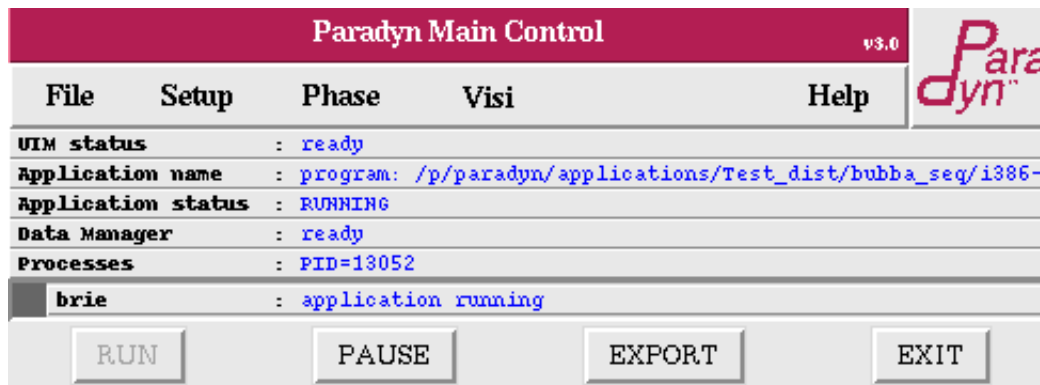 Paradyn Main Control v3.0
Para
dyn™
File Setup Phase Visi Help
UIM status : ready
Application name : program: /p/paradyn/applications/Test_dist/bubba_seq/i386-
Application status : RUNNING
Data Manager : ready
Processes : PID=13052
brie : application running
RUN PAUSE EXPORT EXIT